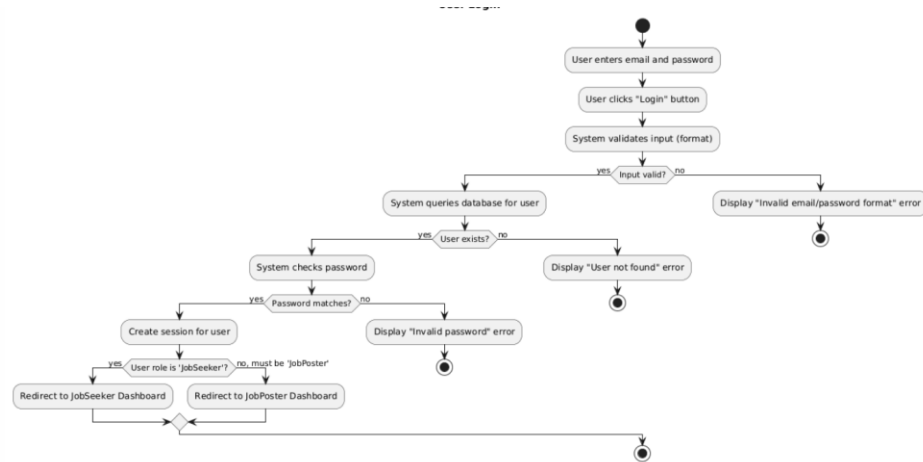 User enters email and password
User clicks "Login" button
System validates input (format)
yes
Input valid?
no
System queries database for user
Display "Invalid email/password format" error
yes
User exists?
no
System checks password
Display "User not found" error
yes
Password matches?
no
Create session for user
Display "Invalid password" error
yes
User role is 'JobSeeker'?
no, must be 'JobPoster'
Redirect to JobSeeker Dashboard
Redirect to JobPoster Dashboard